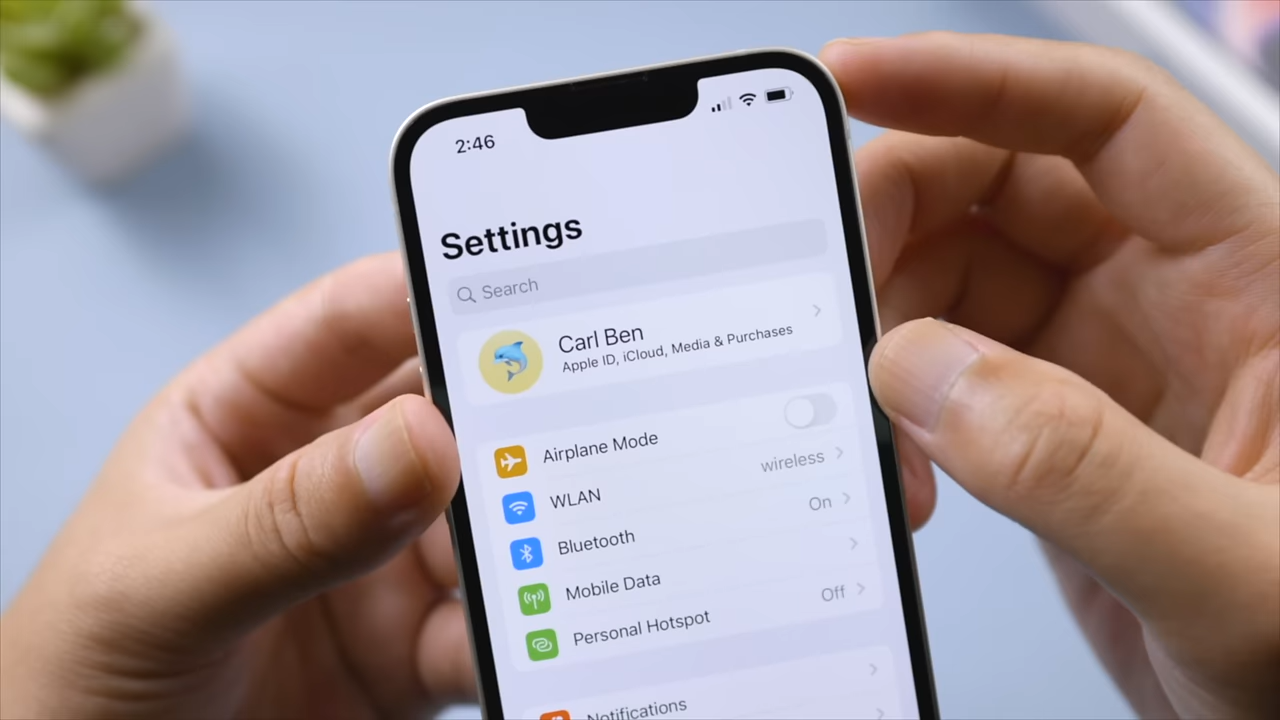 2:46
Settings
Search
Carl Ben
Apple ID, iCloud, Media & Purchases
Airplane Mode
WLAN wireless
Bluetooth On
Mobile Data
Personal Hotspot Off
Notifications